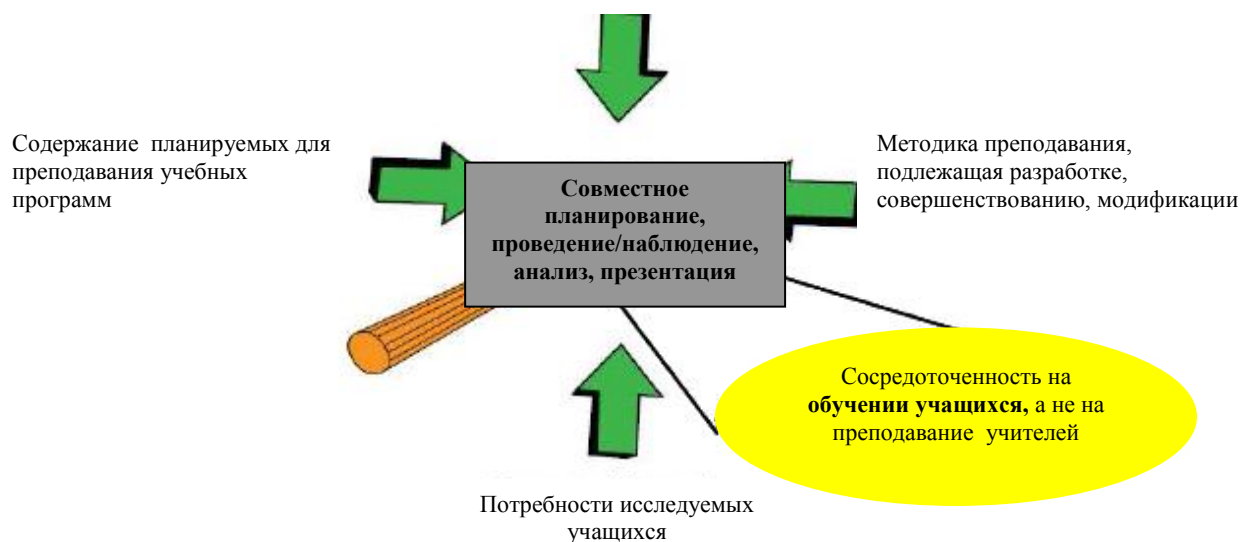 Содержание планируемых для
преподавания учебных
программ
Методика преподавания,
подлежащая разработке,
совершенствованию, модификации
Совместное
планирование,
проведение/наблюдение,
анализ, презентация
Сосредоточенность на
обучении учащихся, а не на
преподавание учителей
Потребности исследуемых
учащихся